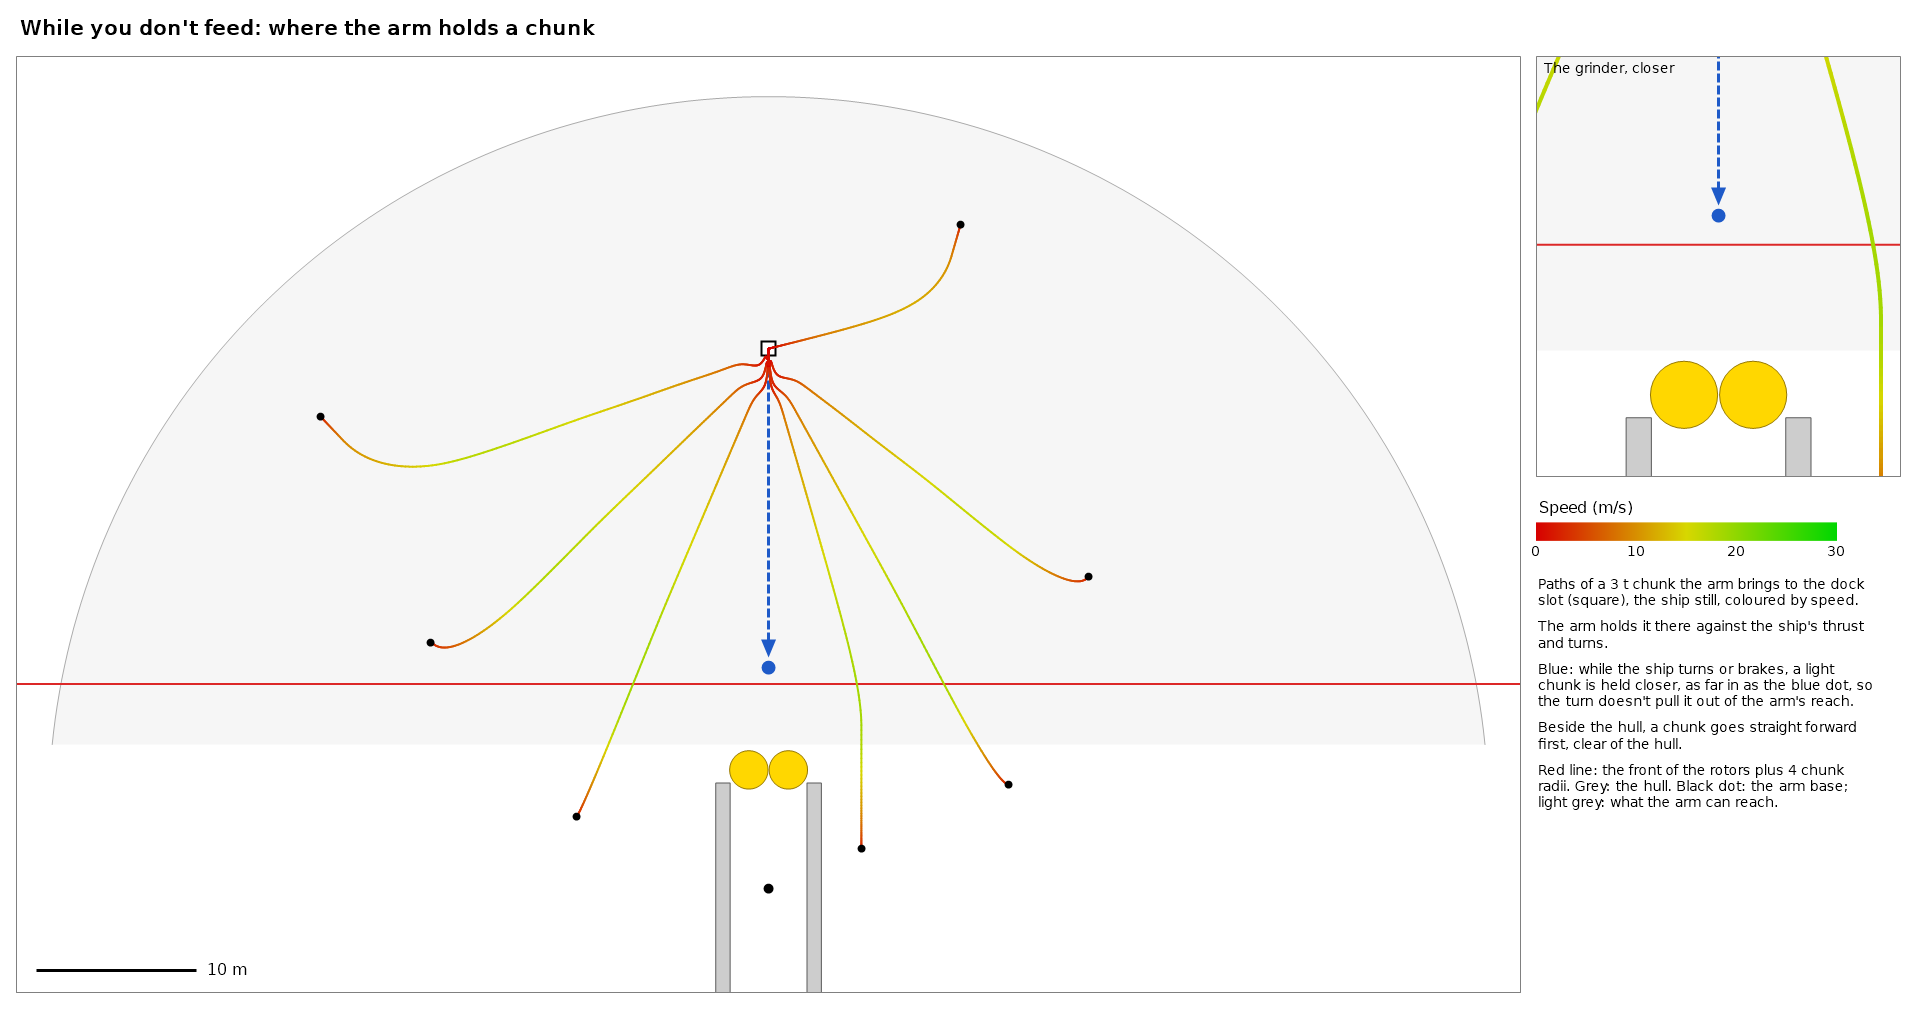 While you don't feed: where the arm holds a chunk
The grinder, closer
Speed (m/s)
0 10 20 30
Paths of a 3 t chunk the arm brings to the dock
slot (square), the ship still, coloured by speed.
The arm holds it there against the ship's thrust
and turns.
Blue: while the ship turns or brakes, a light
chunk is held closer, as far in as the blue dot, so
the turn doesn't pull it out of the arm's reach.
Beside the hull, a chunk goes straight forward
first, clear of the hull.
Red line: the front of the rotors plus 4 chunk
radii. Grey: the hull. Black dot: the arm base;
light grey: what the arm can reach.
10 m